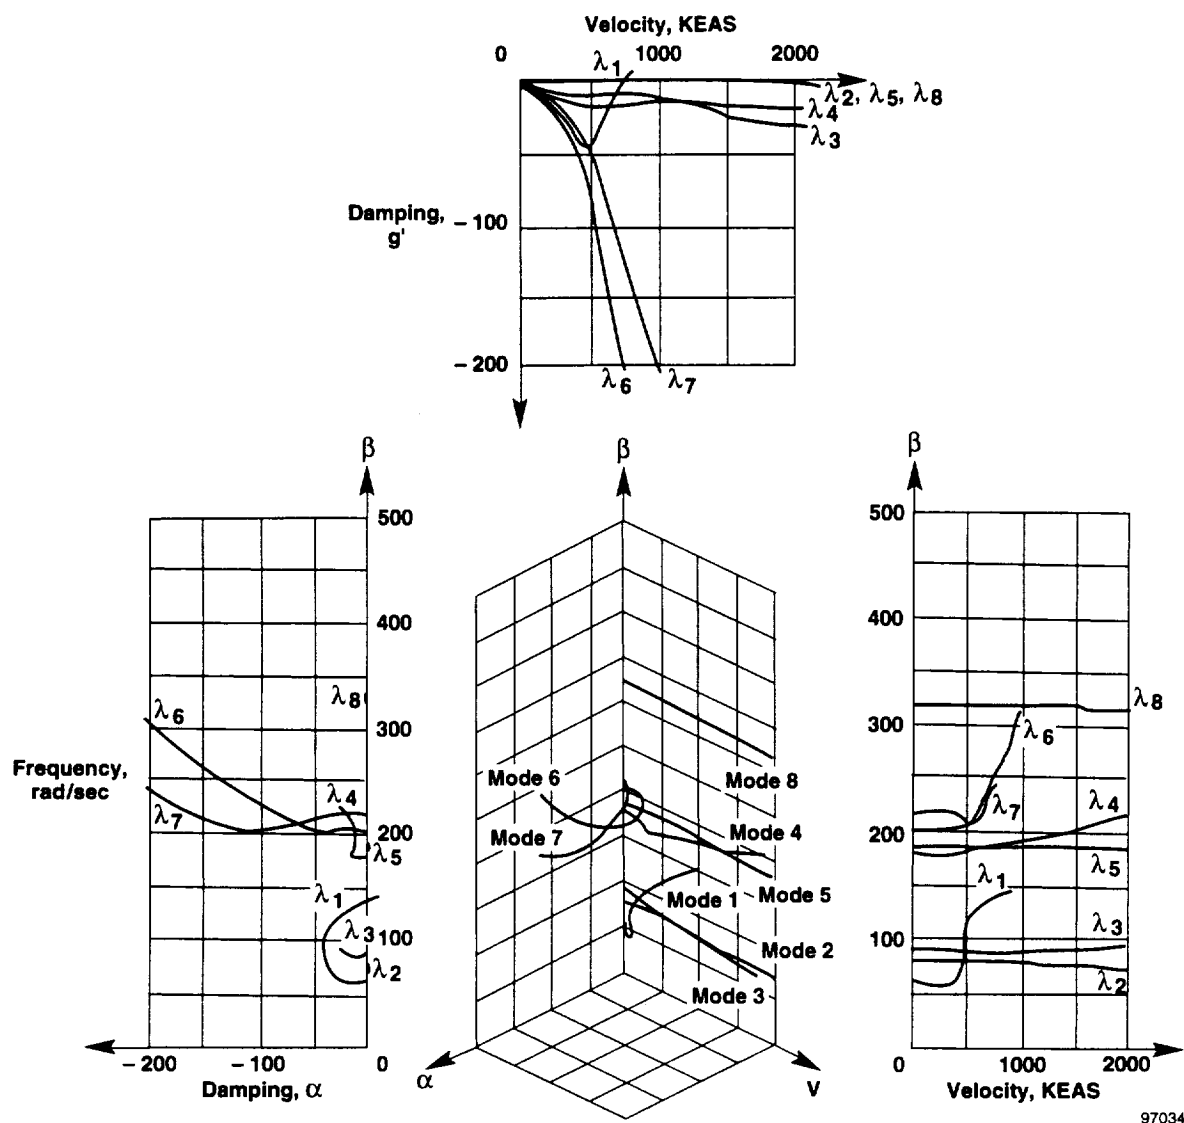 Velocity, KEAS
0 1000 2000
λ1
λ2, λ5, λ8
λ4
λ3
Damping,
g'
– 100
– 200
λ6 λ7
β
500
400
λ8
λ6
300
Frequency,
rad/sec
λ4
λ7
200
λ5
λ1
λ3 100
λ2
– 200 – 100 0
Damping, α
β
Mode 6
Mode 8
Mode 7
Mode 4
Mode 1 Mode 5
Mode 2
Mode 3
α
V
β
500
400
300
λ8
λ6
λ7 λ4
200
λ5
λ1
λ3
100
λ2
0 1000 2000
Velocity, KEAS
97034